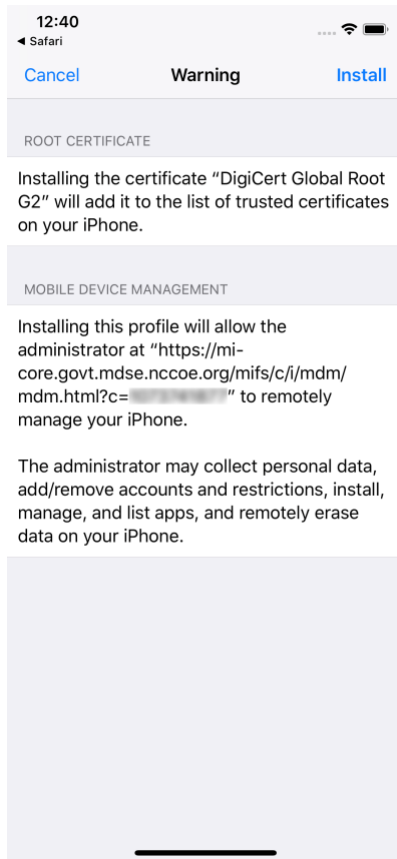 12:40
◀ Safari
Cancel Warning Install
ROOT CERTIFICATE
Installing the certificate “DigiCert Global Root
G2” will add it to the list of trusted certificates
on your iPhone.
MOBILE DEVICE MANAGEMENT
Installing this profile will allow the
administrator at “https://mi-
core.govt.mdse.nccoe.org/mifs/c/i/mdm/
mdm.html?c=” to remotely
manage your iPhone.
The administrator may collect personal data,
add/remove accounts and restrictions, install,
manage, and list apps, and remotely erase
data on your iPhone.